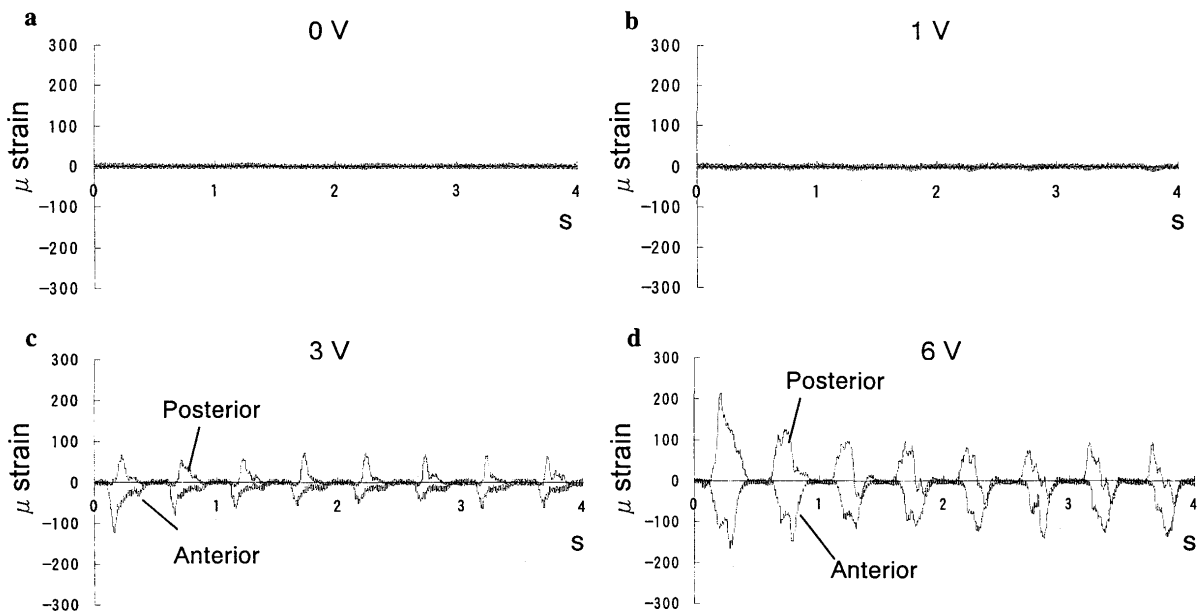 a
0 V
300
200
100
0
-100
-200
-300
μ strain
0 1 2 3 4
S
b
1 V
300
200
100
0
-100
-200
-300
μ strain
0 1 2 3 4
S
c
3 V
300
200
100
0
-100
-200
-300
μ strain
Posterior
Anterior
0 1 2 3 4
S
d
6 V
300
200
100
0
-100
-200
-300
μ strain
Posterior
Anterior
0 1 2 3 4
S